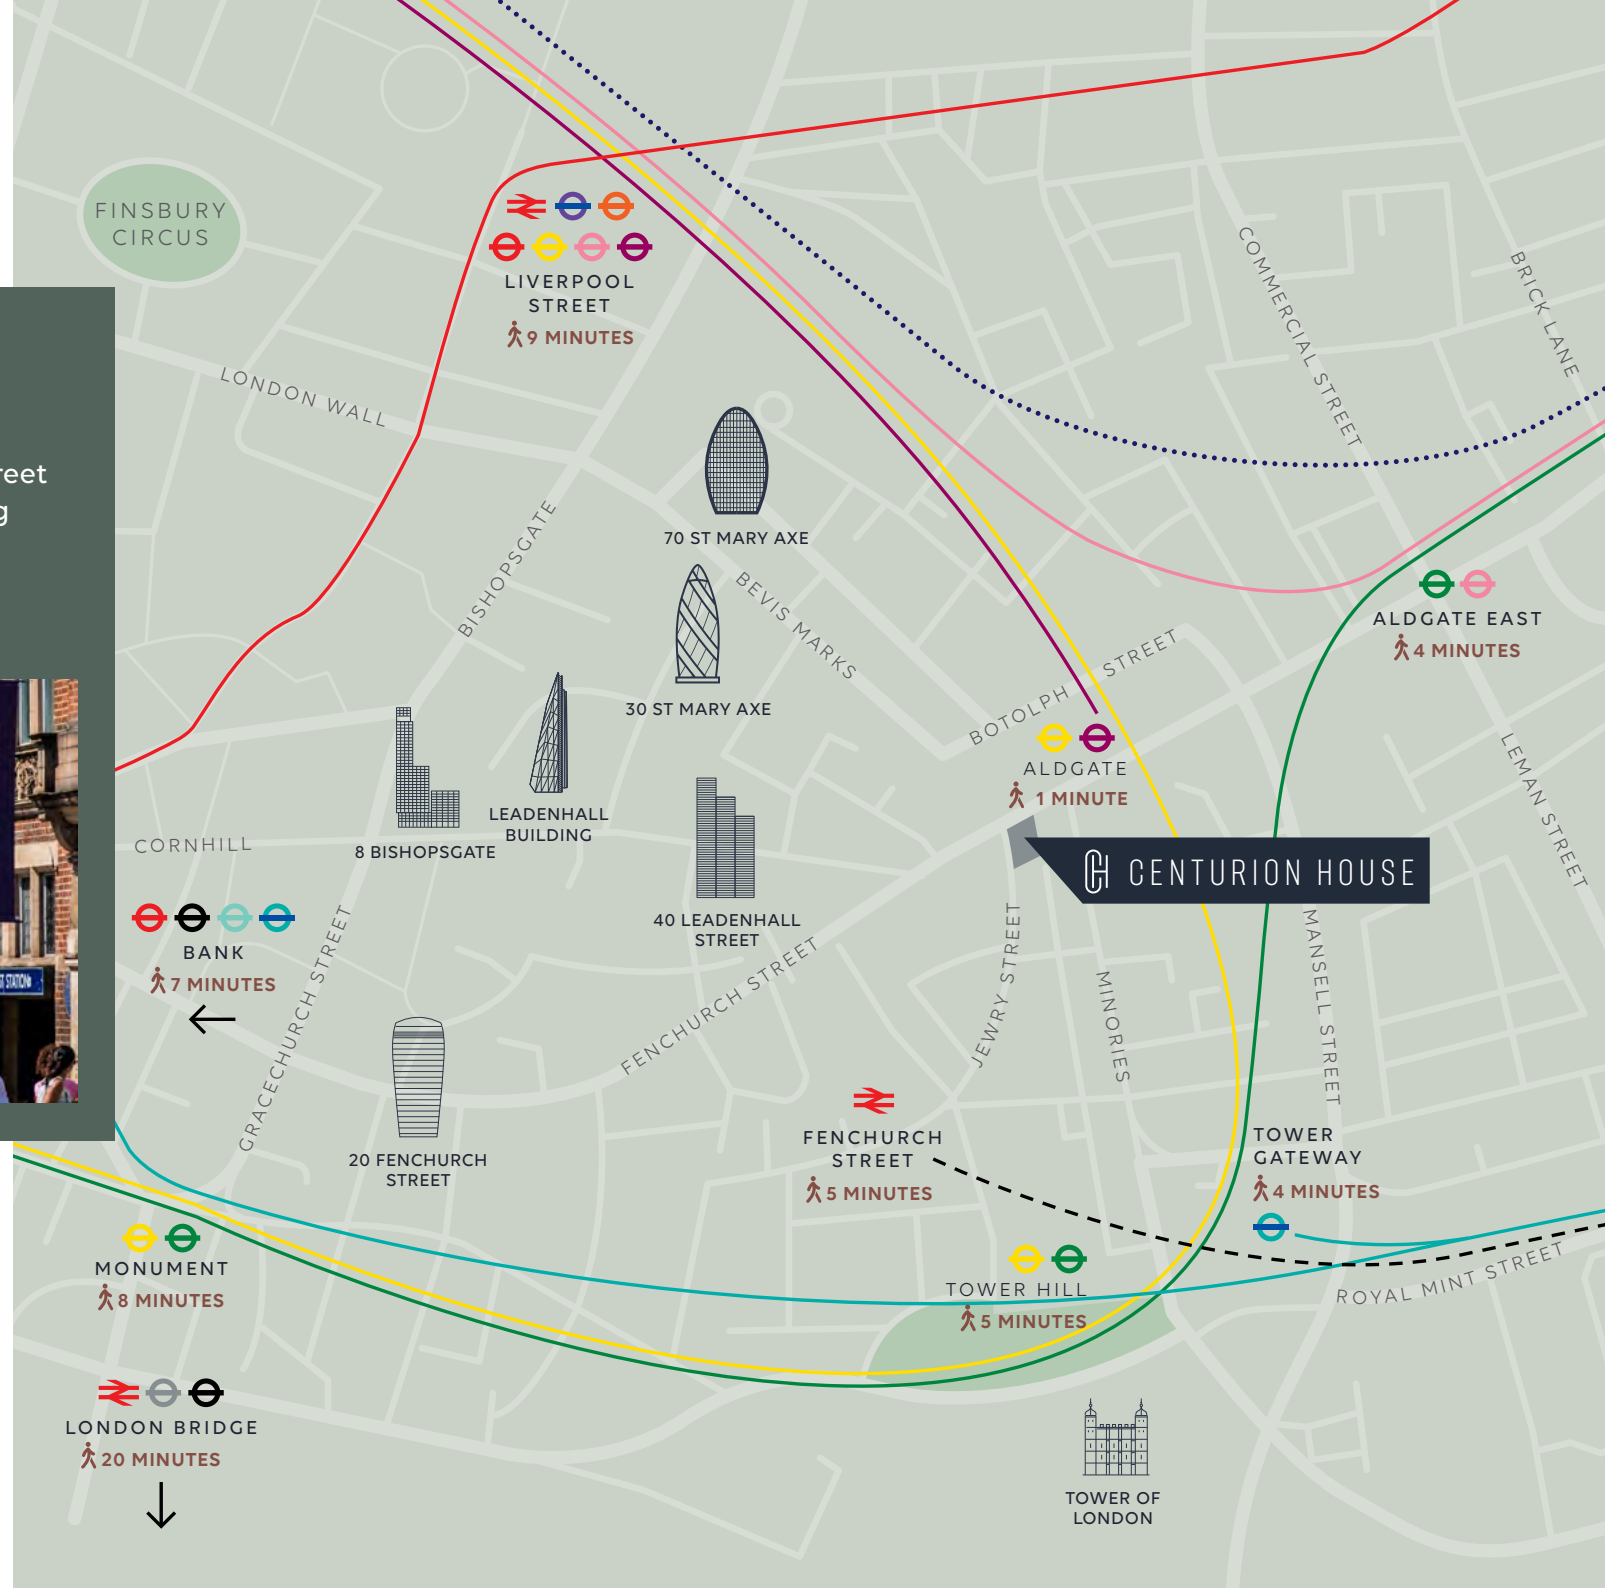 FINSBURY
CIRCUS
LIVERPOOL
STREET
9 MINUTES
COMMERCIAL STREET
BRICK LANE
LONDON WALL
70 ST MARY AXE
BISHOPSGATE
BEVIS MARKS
30 ST MARY AXE
BOTOLPH STREET
ALDGATE EAST
4 MINUTES
ALDGATE
1 MINUTE
LEMAN STREET
LEADENHALL
BUILDING
8 BISHOPSGATE
CORNHILL
CENTURION HOUSE
40 LEADENHALL
STREET
BANK
7 MINUTES
GRACECHURCH STREET
FENCHURCH STREET
JEWRY STREET
MINORIES
MANSELL STREET
20 FENCHURCH
STREET
FENCHURCH
STREET
5 MINUTES
TOWER
GATEWAY
4 MINUTES
MONUMENT
8 MINUTES
TOWER HILL
5 MINUTES
ROYAL MINT STREET
LONDON BRIDGE
20 MINUTES
TOWER OF
LONDON